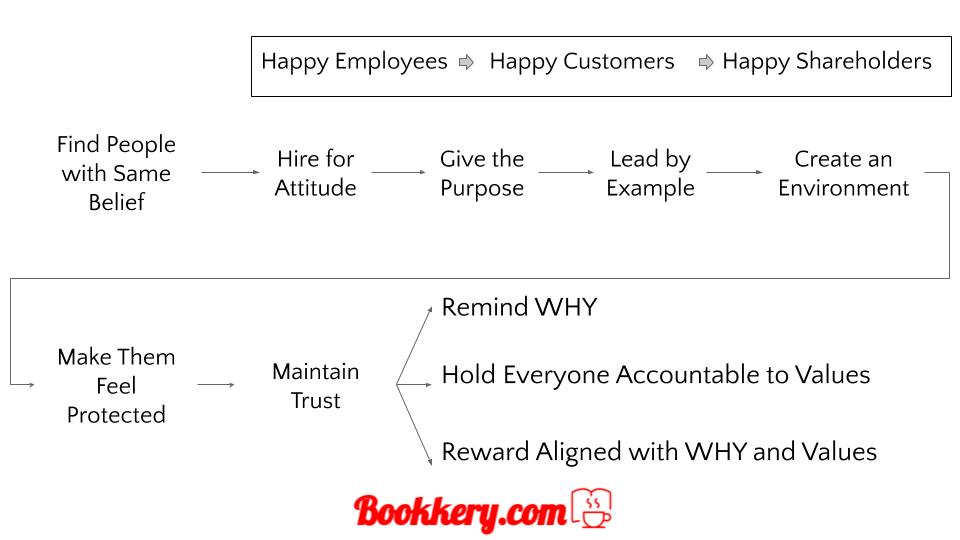 Happy Employees Happy Customers Happy Shareholders
Find People
with Same
Belief
Hire for
Attitude
Give the
Purpose
Lead by
Example
Create an
Environment
Make Them
Feel
Protected
Maintain
Trust
Remind WHY
Hold Everyone Accountable to Values
Reward Aligned with WHY and Values
Bookkery.com